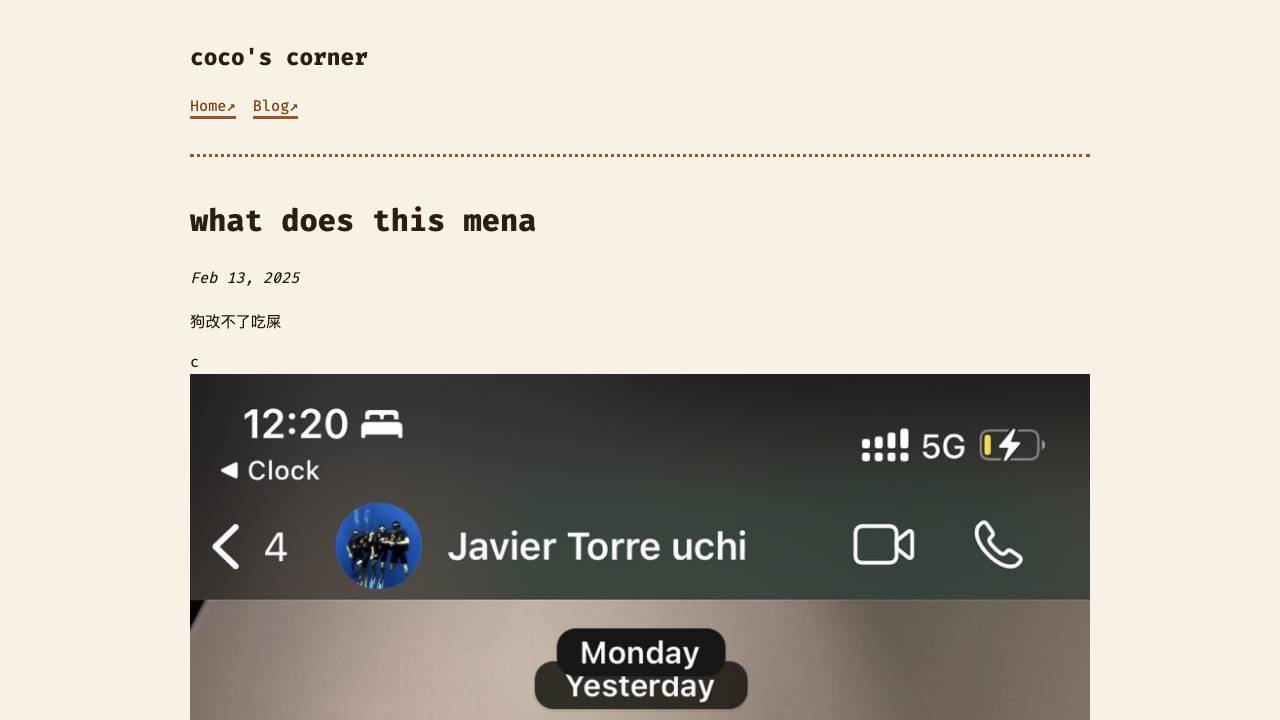 coco's corner
Home↗ Blog↗
what does this mena
Feb 13, 2025
狗改不了吃屎
c
12:20 5G
◀ Clock
4 Javier Torre uchi
Monday
Yesterday